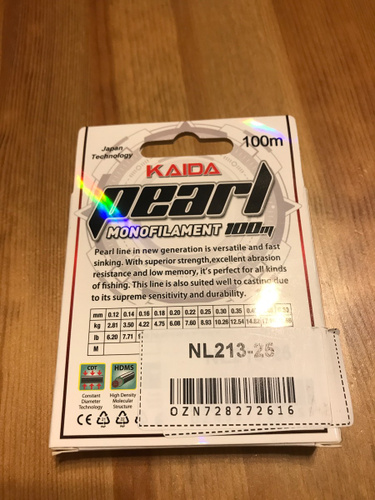 Japan
Technology
100m
KAIDA
pearl
MONOFILAMENT 100m
Pearl line in new generation is versatile and fast
sinking. With superior strength,excellent abrasion
resistance and low memory, it's perfect for all kinds
of fishing. This line is also suited well to casting due
to its supreme sensitivity and durability.
mm 0.12 0.14 0.16 0.18 0.20 0.22 0.25 0.30 0.35
kg 2.81 3.50 4.22 4.75 6.08 7.60 8.93 10.26 12.54
lb 6.20 7.71
M
NL213-25
CDT
HDMS
Constant
Diameter
Technology
High Density
Molecular
Structure
CE
OZN728272616